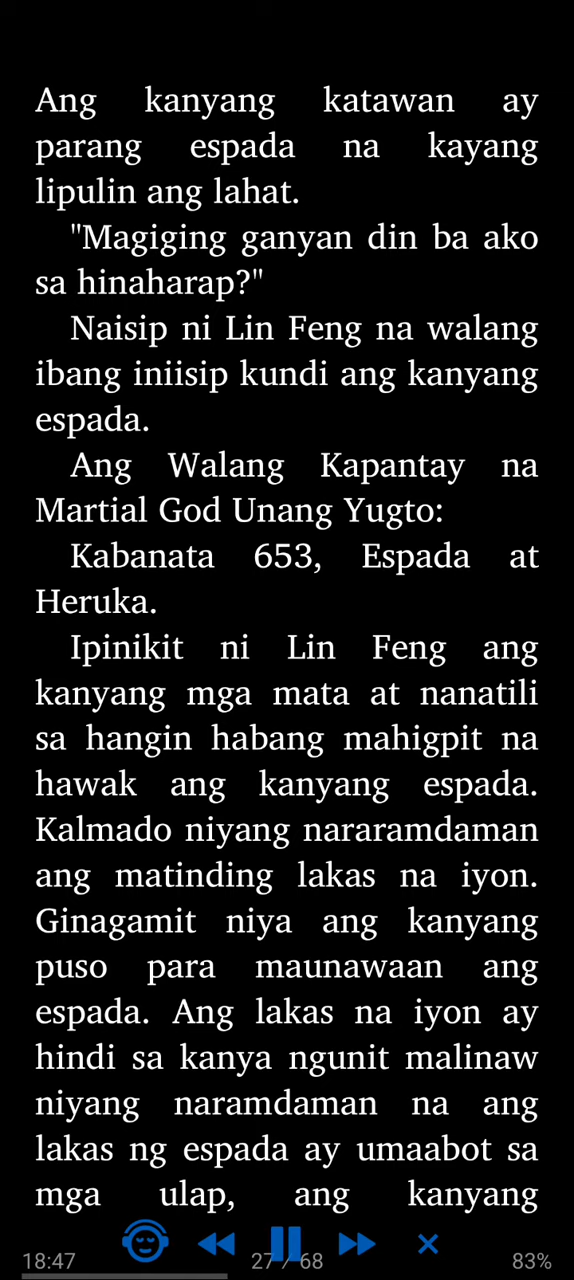 Ang kanyang katawan ay
parang espada na kayang
lipulin ang lahat.
"Magiging ganyan din ba ako
sa hinaharap?"
Naisip ni Lin Feng na walang
ibang iniisip kundi ang kanyang
espada.
Ang Walang Kapantay na
Martial God Unang Yugto:
Kabanata 653, Espada at
Heruka.
Ipinikit ni Lin Feng ang
kanyang mga mata at nanatili
sa hangin habang mahigpit na
hawak ang kanyang espada.
Kalmado niyang nararamdaman
ang matinding lakas na iyon.
Ginagamit niya ang kanyang
puso para maunawaan ang
espada. Ang lakas na iyon ay
hindi sa kanya ngunit malinaw
niyang naramdaman na ang
lakas ng espada ay umaabot sa
mga ulap, ang kanyang
18:47 27 / 68 83%